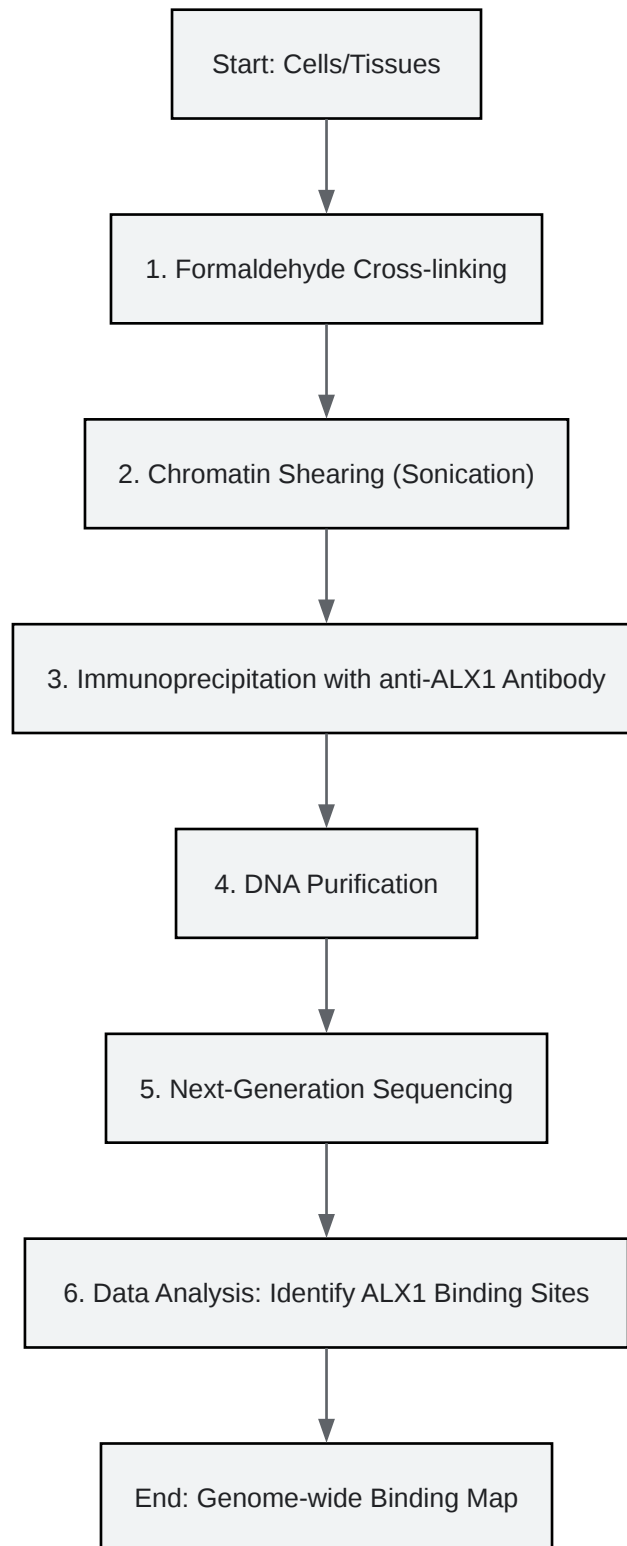 Start: Cells/Tissues
1. Formaldehyde Cross-linking
2. Chromatin Shearing (Sonication)
3. Immunoprecipitation with anti-ALX1 Antibody
4. DNA Purification
5. Next-Generation Sequencing
6. Data Analysis: Identify ALX1 Binding Sites
End: Genome-wide Binding Map